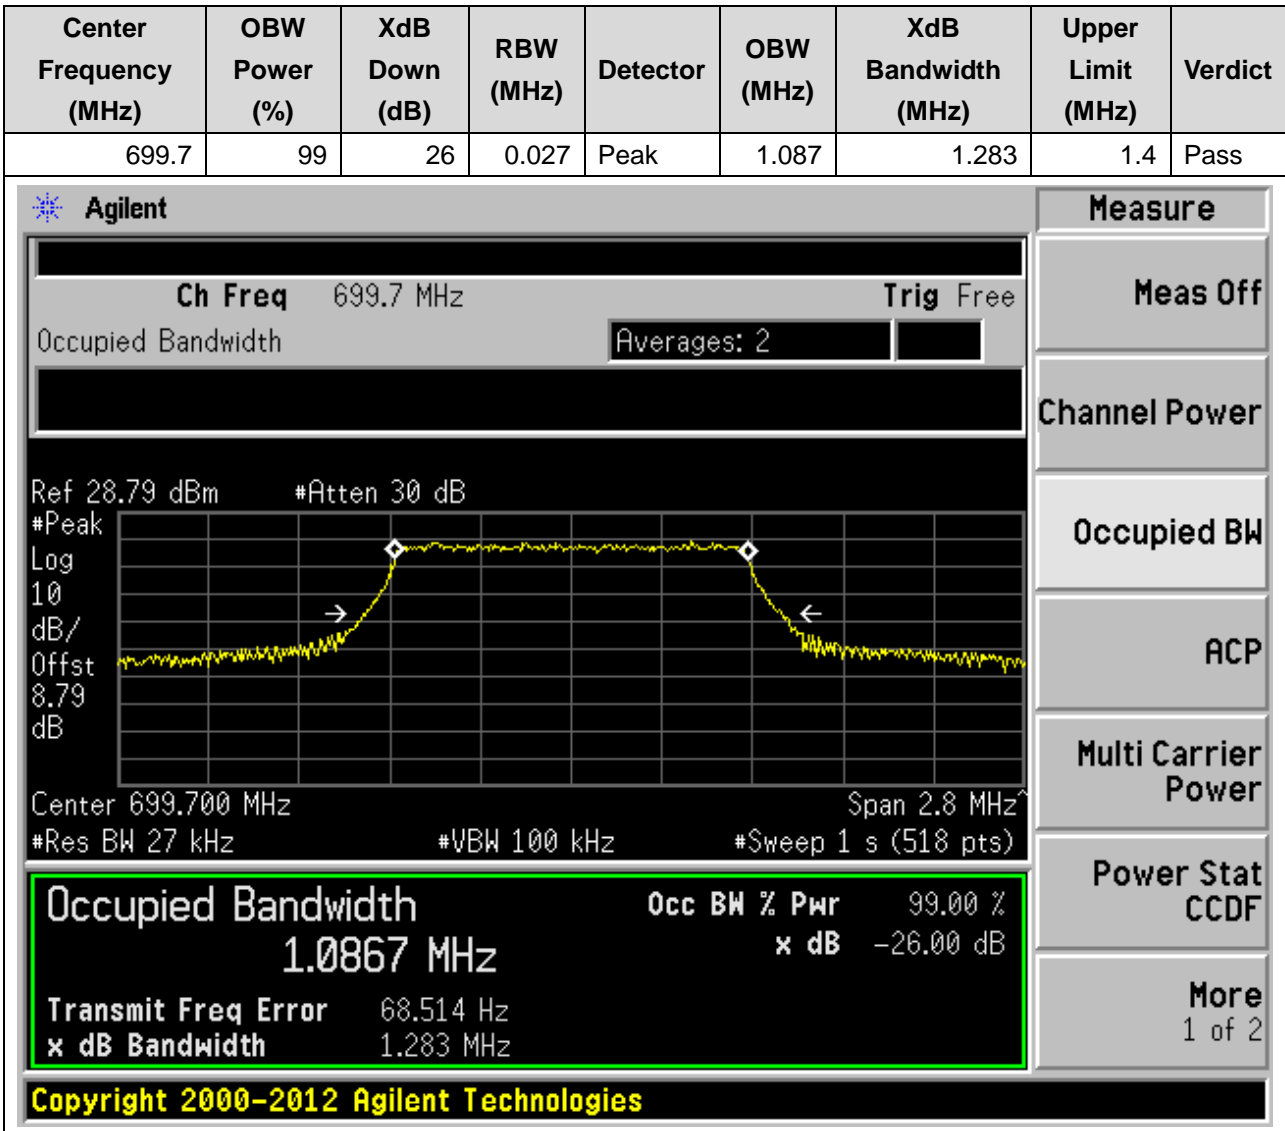 Center Frequency (MHz) OBW Power (%) XdB Down (dB) RBW (MHz) Detector OBW (MHz) XdB Bandwidth (MHz) Upper Limit (MHz) Verdict
699.7 99 26 0.027 Peak 1.087 1.283 1.4 Pass
Agilent
Measure
Ch Freq 699.7 MHz Trig Free
Meas Off
Occupied Bandwidth Averages: 2
Channel Power
Ref 28.79 dBm #Atten 30 dB
#Peak
Log
10
dB/
Offst
8.79
dB
Occupied BW
ACP
Multi Carrier
Power
Center 699.700 MHz Span 2.8 MHz^
#Res BW 27 kHz #VBW 100 kHz #Sweep 1 s (518 pts)
Power Stat
CCDF
Occupied Bandwidth Occ BW % Pwr 99.00 %
1.0867 MHz x dB -26.00 dB
Transmit Freq Error 68.514 Hz
x dB Bandwidth 1.283 MHz
More
1 of 2
Copyright 2000-2012 Agilent Technologies